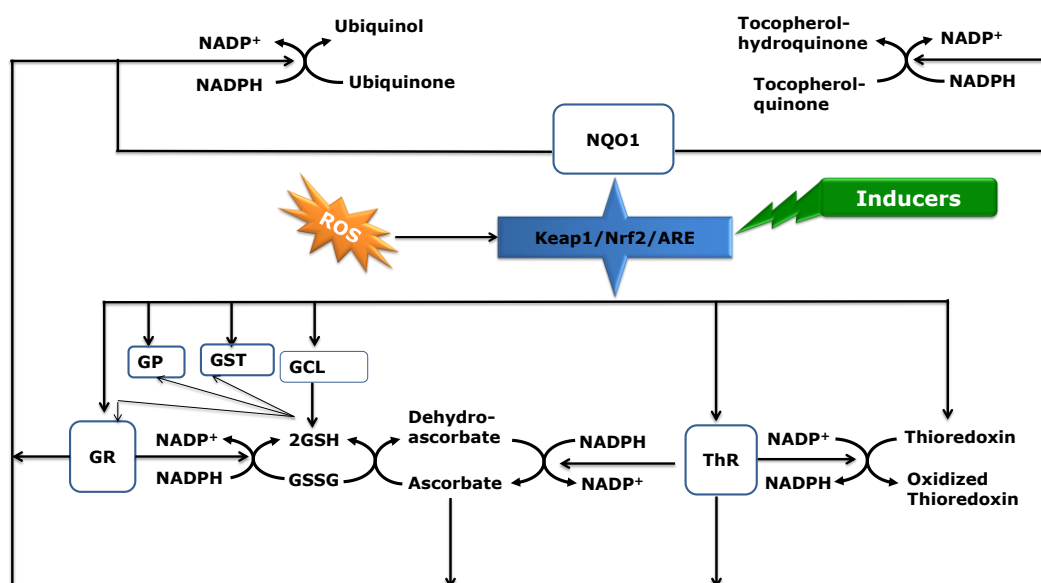 NADP+
Ubiquinol
NADPH
Ubiquinone
Tocopherol-
hydroquinone
NADP+
Tocopherol-
quinone
NADPH
NQO1
ROS
Inducers
Keap1/Nrf2/ARE
GP
GST
GCL
GR
NADP+
NADPH
2GSH
GSSG
Dehydro-
ascorbate
Ascorbate
NADPH
NADP+
ThR
NADP+
NADPH
Thioredoxin
Oxidized
Thioredoxin